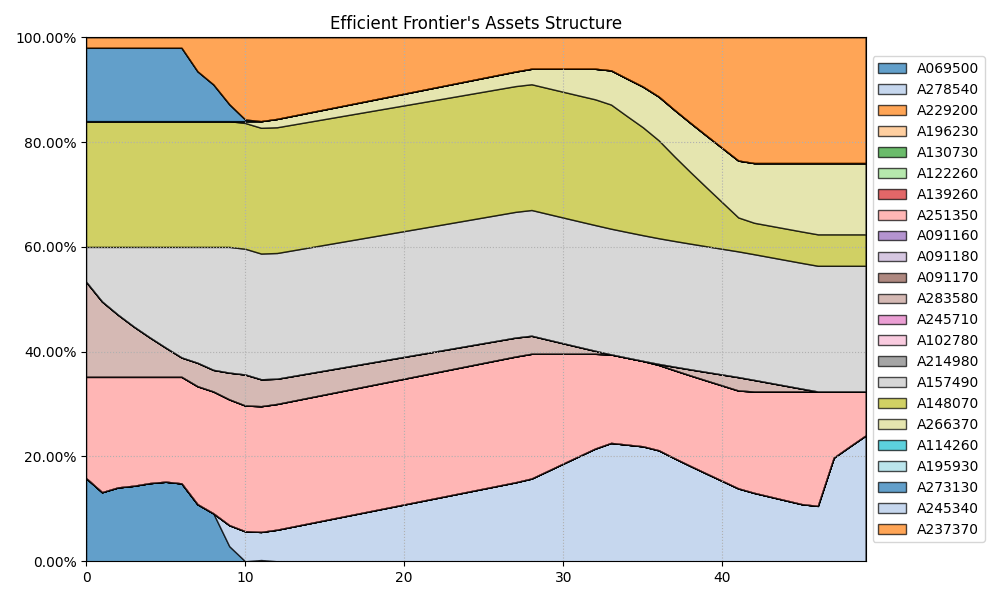 Efficient Frontier's Assets Structure
100.00%
80.00%
60.00%
40.00%
20.00%
0.00%
0
10
20
30
40
A069500
A278540
A229200
A196230
A130730
A122260
A139260
A251350
A091160
A091180
A091170
A283580
A245710
A102780
A214980
A157490
A148070
A266370
A114260
A195930
A273130
A245340
A237370